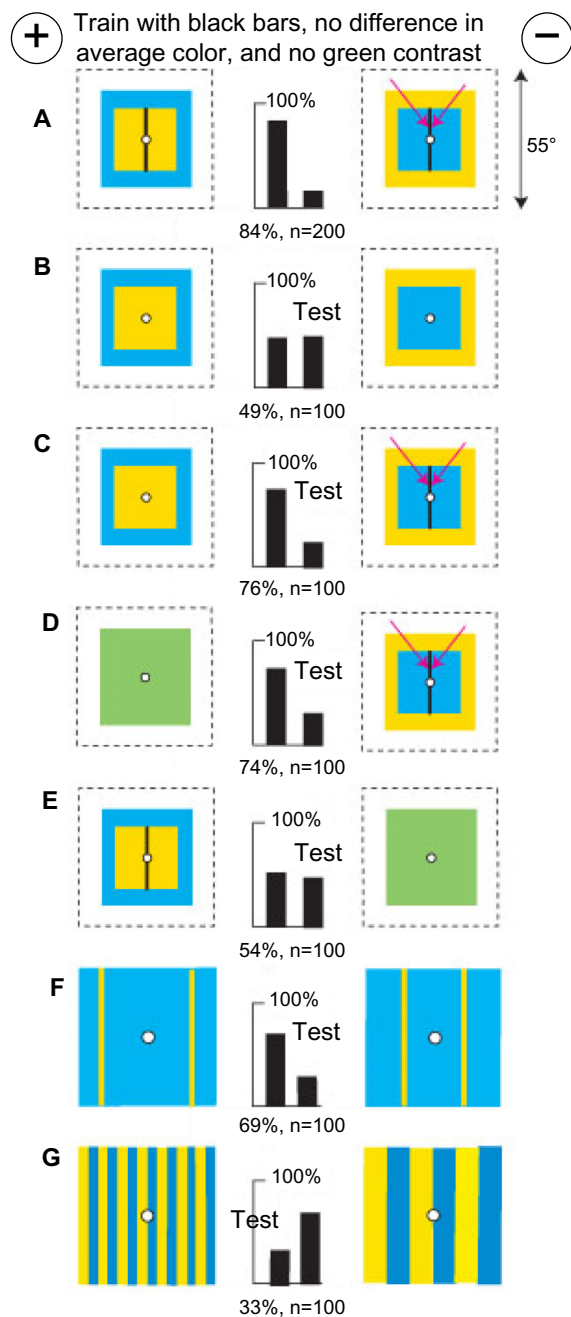 + Train with black bars, no difference in −
average color, and no green contrast
A 100%
55°
84%, n=200
B 100%
Test
49%, n=100
C 100%
Test
76%, n=100
D 100%
Test
74%, n=100
E 100%
Test
54%, n=100
F 100%
Test
69%, n=100
G 100%
Test
33%, n=100